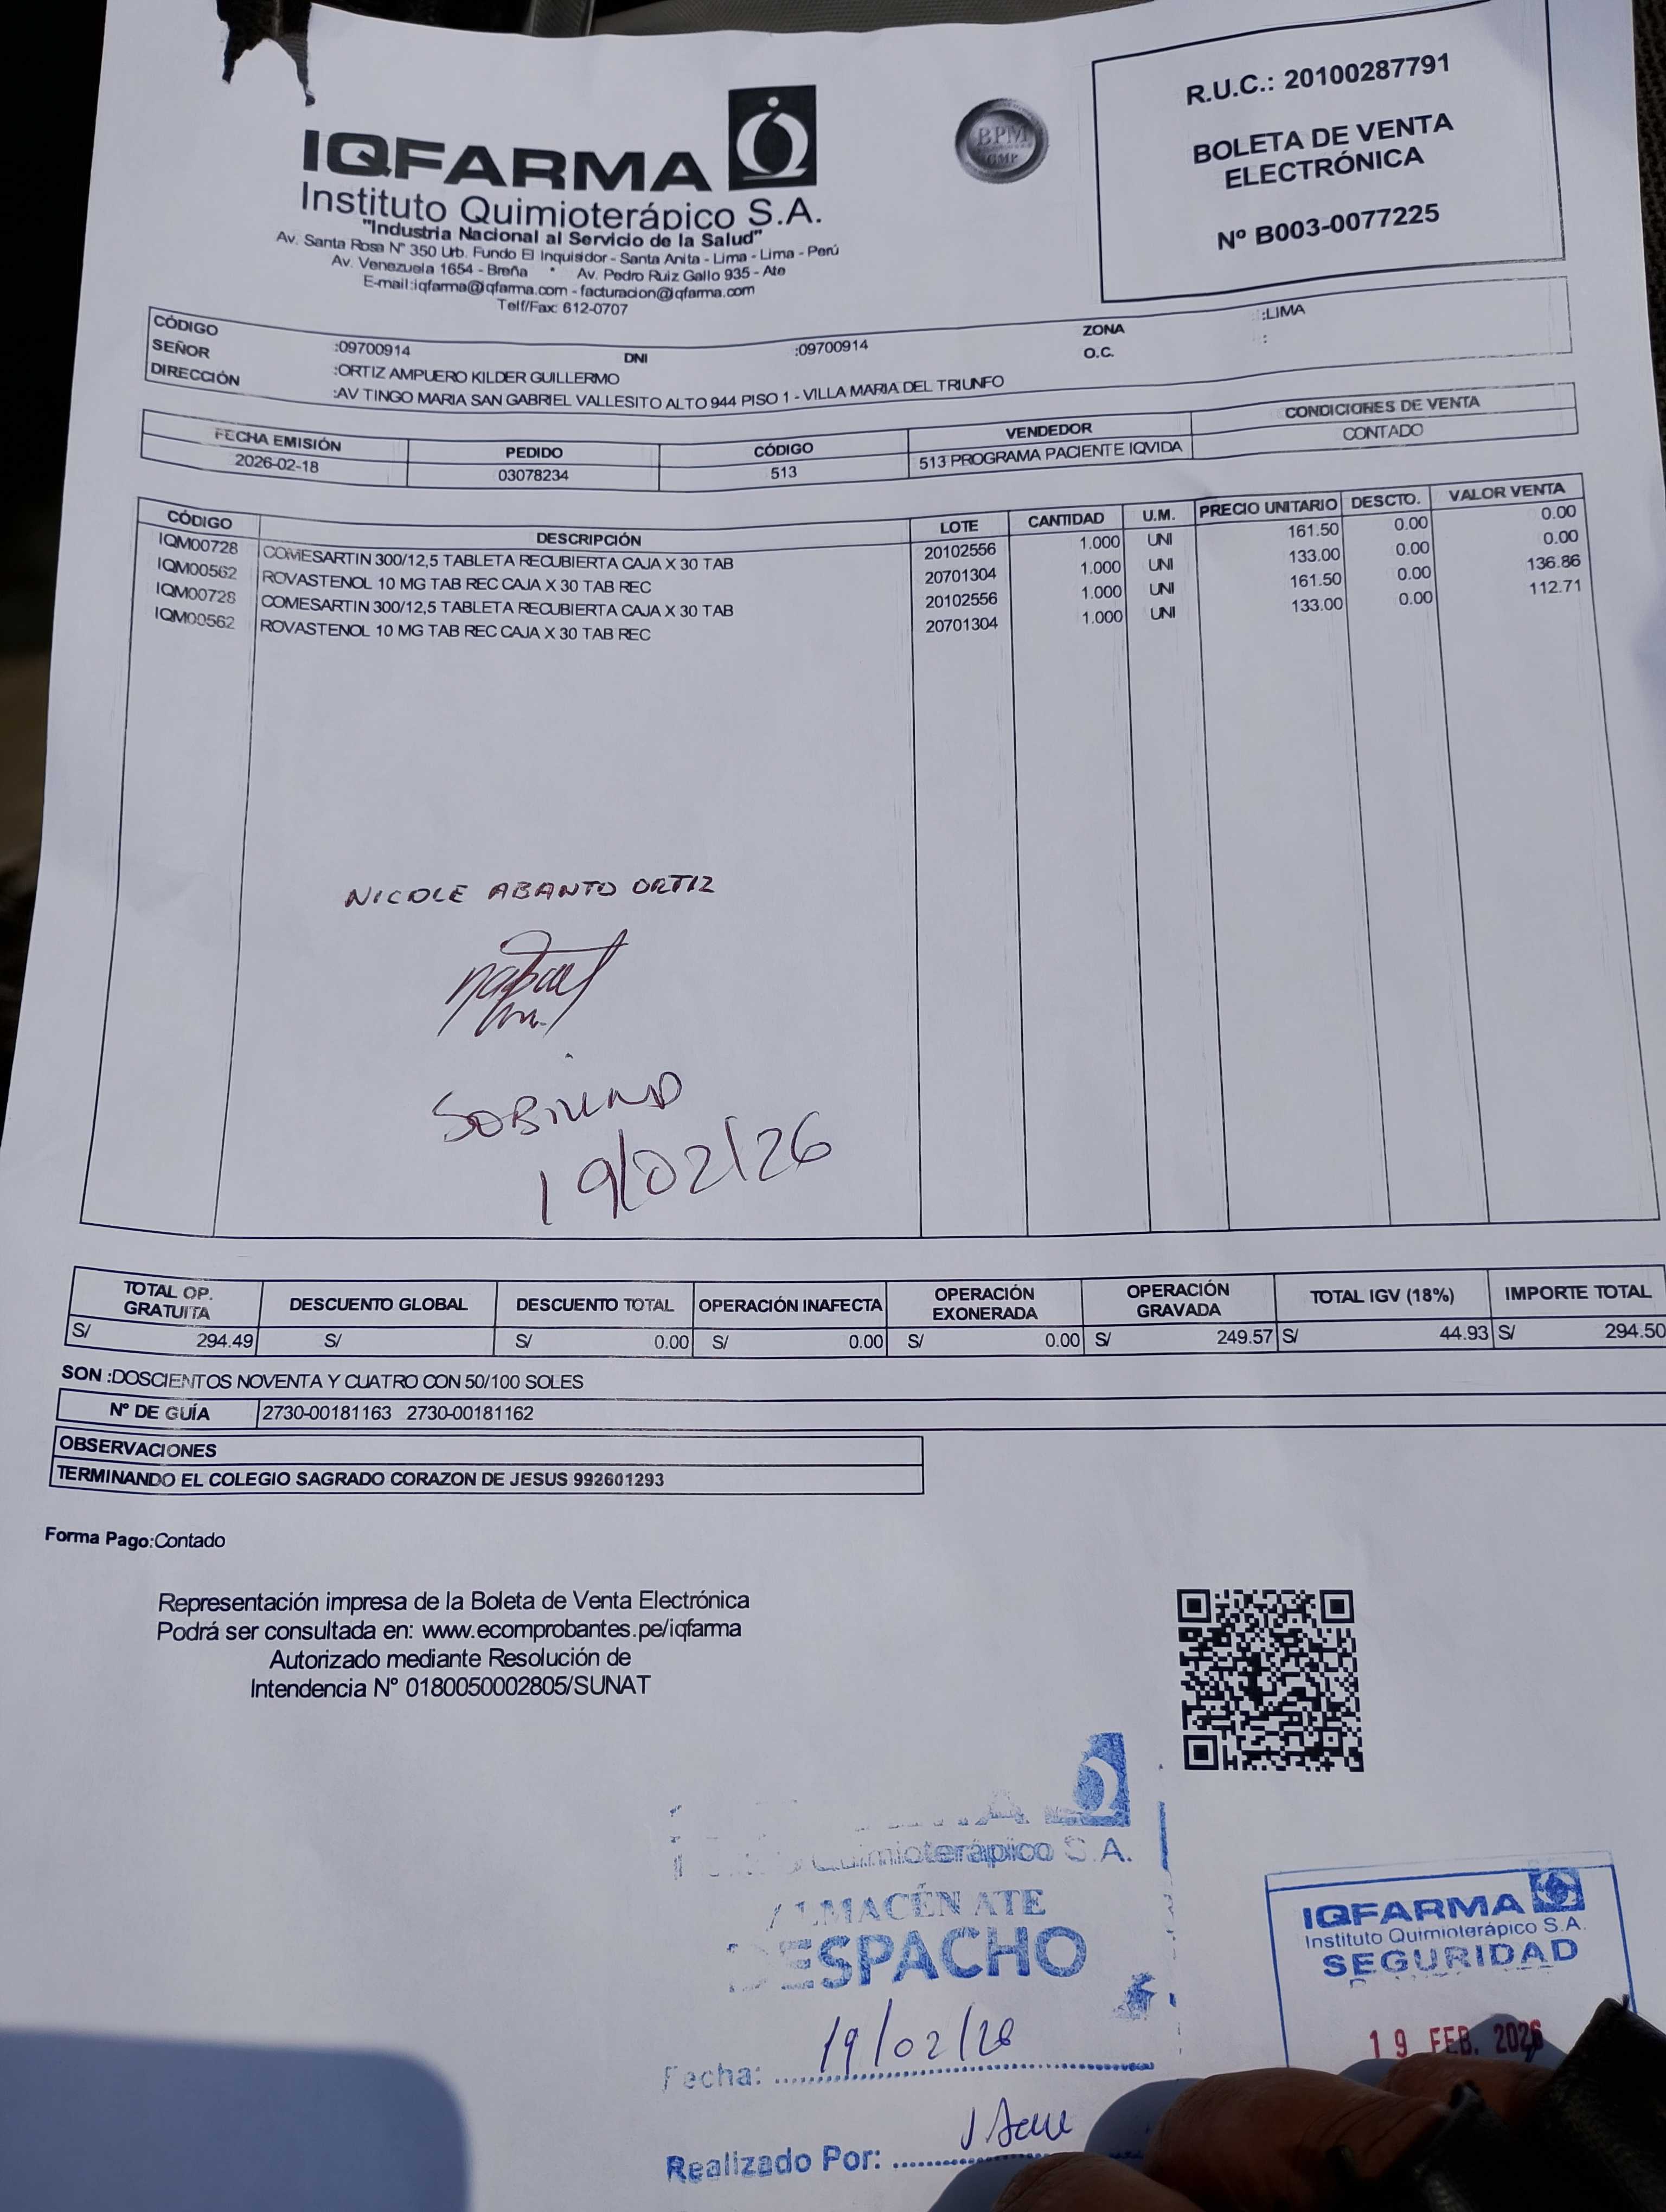 IQFARMA
Instituto Quimioterápico S.A.
"Industria Nacional al Servicio de la Salud"
Av. Santa Rosa N° 350 Urb. Fundo El Inquisidor - Santa Anita - Lima - Lima - Perú
Av. Venezuela 1654 - Breña * Av. Pedro Ruiz Gallo 935 - Ate
E-mail:iqfarma@iqfarma.com - facturacion@iqfarma.com
Telf/Fax: 612-0707
BPM
GMP
R.U.C.: 20100287791
BOLETA DE VENTA
ELECTRÓNICA
Nº B003-0077225
CÓDIGO :09700914 DNI :09700914 ZONA :LIMA
SEÑOR :ORTIZ AMPUERO KILDER GUILLERMO O.C. :
DIRECCIÓN :AV TINGO MARIA SAN GABRIEL VALLESITO ALTO 944 PISO 1 - VILLA MARIA DEL TRIUNFO
FECHA EMISIÓN PEDIDO CÓDIGO VENDEDOR CONDICIONES DE VENTA
2026-02-18 03078234 513 513 PROGRAMA PACIENTE IQVIDA CONTADO
CÓDIGO DESCRIPCIÓN LOTE CANTIDAD U.M. PRECIO UNITARIO DESCTO. VALOR VENTA
IQM00728 COMESARTIN 300/12,5 TABLETA RECUBIERTA CAJA X 30 TAB 20102556 1.000 UNI 161.50 0.00 0.00
IQM00562 ROVASTENOL 10 MG TAB REC CAJA X 30 TAB REC 20701304 1.000 UNI 133.00 0.00 0.00
IQM00728 COMESARTIN 300/12,5 TABLETA RECUBIERTA CAJA X 30 TAB 20102556 1.000 UNI 161.50 0.00 136.86
IQM00562 ROVASTENOL 10 MG TAB REC CAJA X 30 TAB REC 20701304 1.000 UNI 133.00 0.00 112.71
NICOLE ABANTO ORTIZ
19/02/26
TOTAL OP. GRATUITA DESCUENTO GLOBAL DESCUENTO TOTAL OPERACIÓN INAFECTA OPERACIÓN EXONERADA OPERACIÓN GRAVADA TOTAL IGV (18%) IMPORTE TOTAL
S/ 294.49 S/ S/ 0.00 S/ 0.00 S/ 0.00 S/ 249.57 S/ 44.93 S/ 294.50
SON :DOSCIENTOS NOVENTA Y CUATRO CON 50/100 SOLES
Nº DE GUÍA 2730-00181163 2730-00181162
OBSERVACIONES
TERMINANDO EL COLEGIO SAGRADO CORAZON DE JESUS 992601293
Forma Pago:Contado
Representación impresa de la Boleta de Venta Electrónica
Podrá ser consultada en: www.ecomprobantes.pe/iqfarma
Autorizado mediante Resolución de
Intendencia N° 0180050002805/SUNAT
Quimioterápico S.A.
ALMACÉN ATE
DESPACHO
Fecha: 19/02/26
Realizado Por:
IQFARMA
Instituto Quimioterápico S.A.
SEGURIDAD
19 FEB. 2026